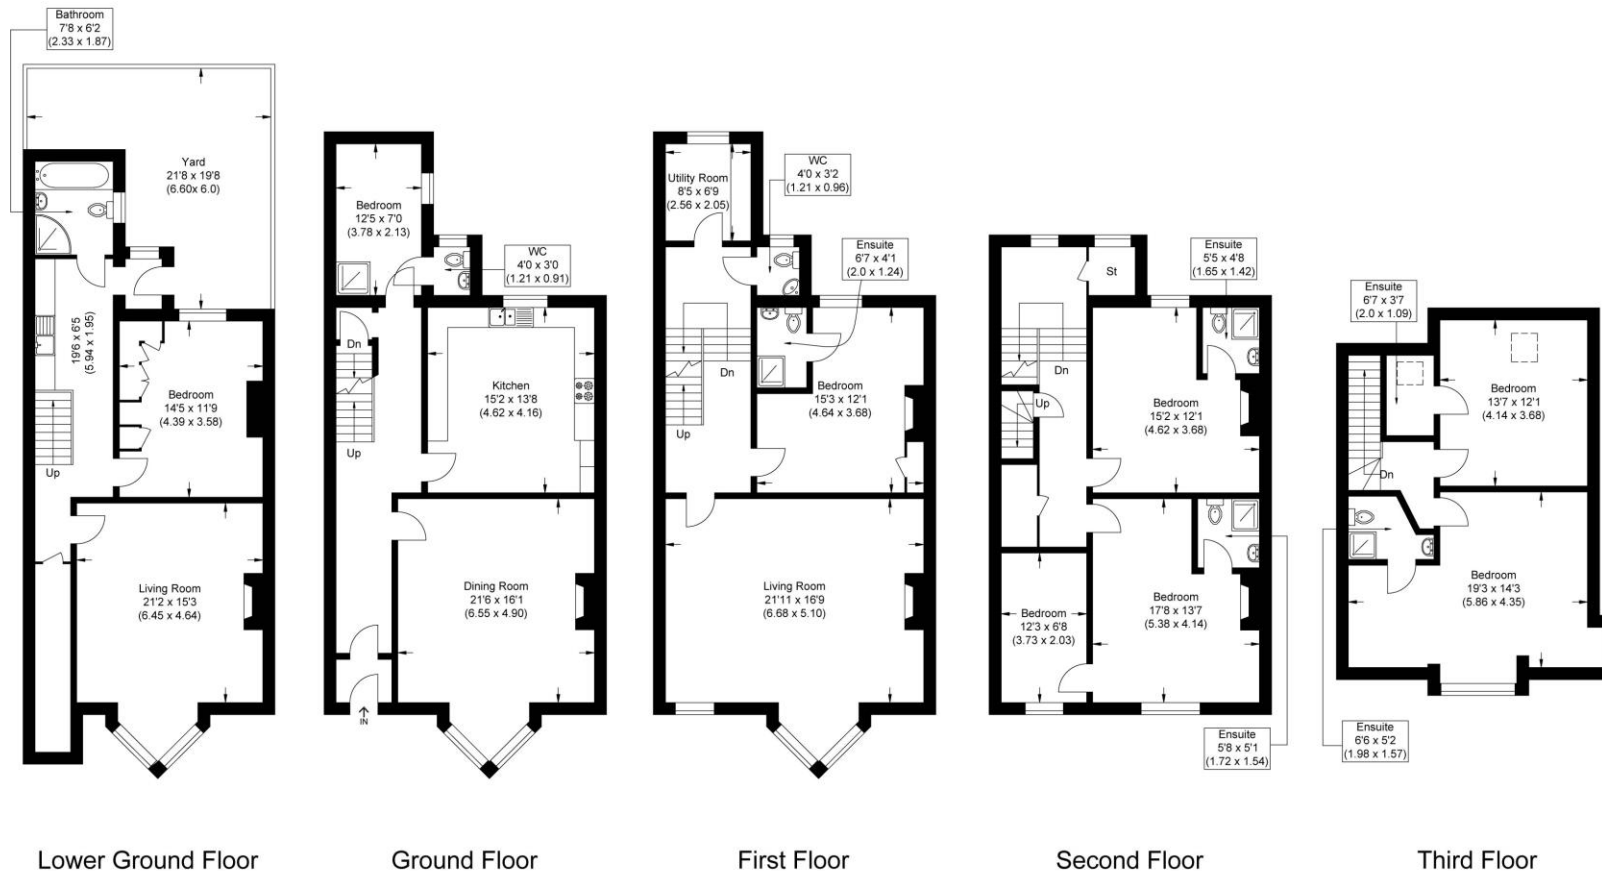 Bathroom
7'8 x 6'2
(2.33 x 1.87)
Yard
21'8 x 19'8
(6.60x 6.0)
19'6 x 6'5
(5.94 x 1.95)
Bedroom
14'5 x 11'9
(4.39 x 3.58)
Up
Living Room
21'2 x 15'3
(6.45 x 4.64)
Lower Ground Floor
Bedroom
12'5 x 7'0
(3.78 x 2.13)
WC
4'0 x 3'0
(1.21 x 0.91)
Dn
Kitchen
15'2 x 13'8
(4.62 x 4.16)
Up
Dining Room
21'6 x 16'1
(6.55 x 4.90)
IN
Ground Floor
Utility Room
8'5 x 6'9
(2.56 x 2.05)
WC
4'0 x 3'2
(1.21 x 0.96)
Ensuite
6'7 x 4'1
(2.0 x 1.24)
Dn
Up
Bedroom
15'3 x 12'1
(4.64 x 3.68)
Living Room
21'11 x 16'9
(6.68 x 5.10)
First Floor
St
Ensuite
5'5 x 4'8
(1.65 x 1.42)
Dn
Up
Bedroom
15'2 x 12'1
(4.62 x 3.68)
Bedroom
12'3 x 6'8
(3.73 x 2.03)
Bedroom
17'8 x 13'7
(5.38 x 4.14)
Ensuite
5'8 x 5'1
(1.72 x 1.54)
Second Floor
Ensuite
6'7 x 3'7
(2.0 x 1.09)
Bedroom
13'7 x 12'1
(4.14 x 3.68)
Dn
Bedroom
19'3 x 14'3
(5.86 x 4.35)
Ensuite
6'6 x 5'2
(1.98 x 1.57)
Third Floor